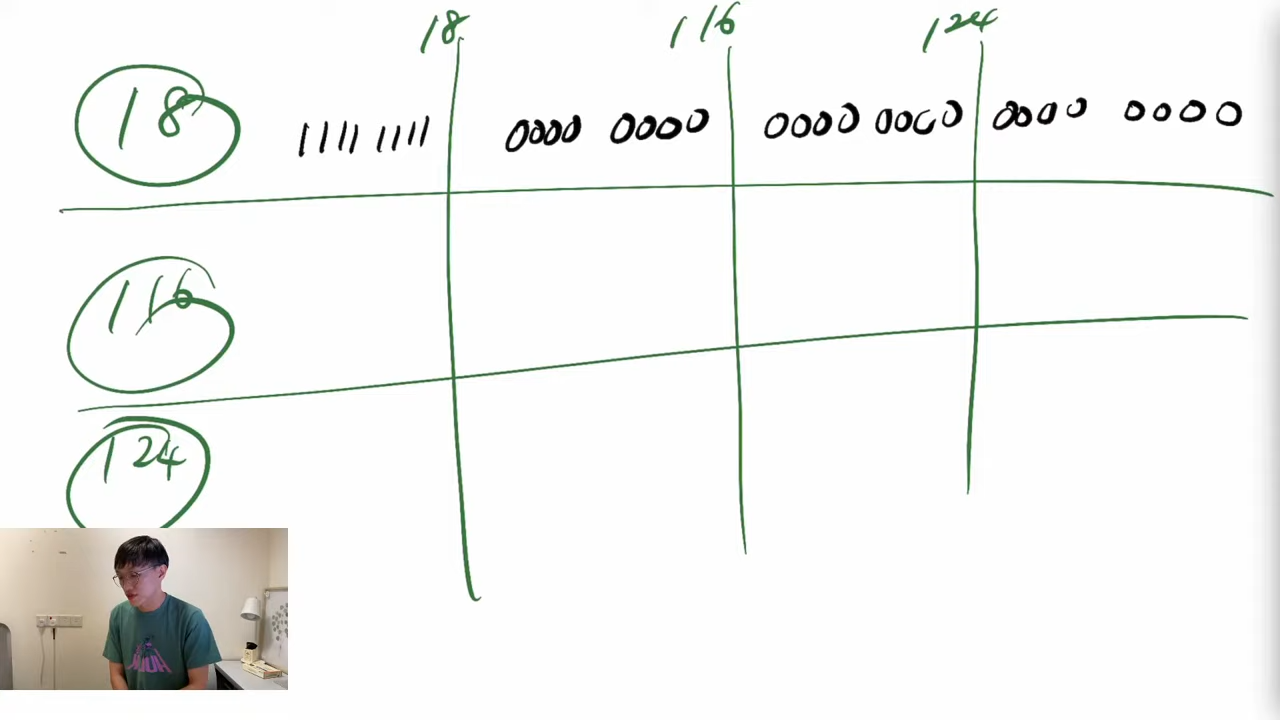 /8 /16 /24
/8 1111 1111 0000 0000 0000 0000 0000 0000
/16
/24